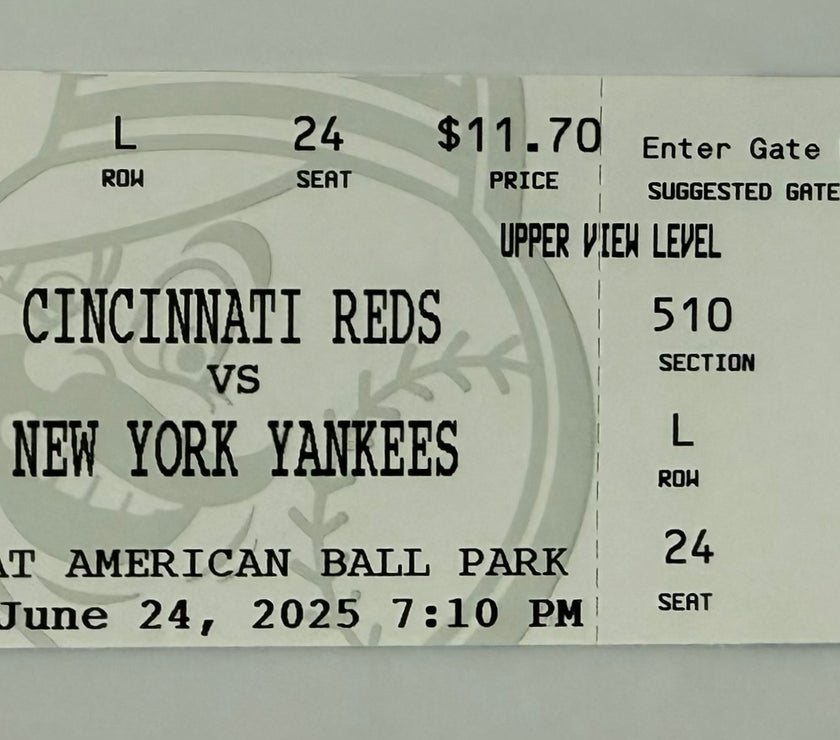 L 24 $11.70
ROW SEAT PRICE
Enter Gate
SUGGESTED GATE
UPPER VIEW LEVEL
CINCINNATI REDS
VS
NEW YORK YANKEES
AT AMERICAN BALL PARK
June 24, 2025 7:10 PM
510
SECTION
L
ROW
24
SEAT